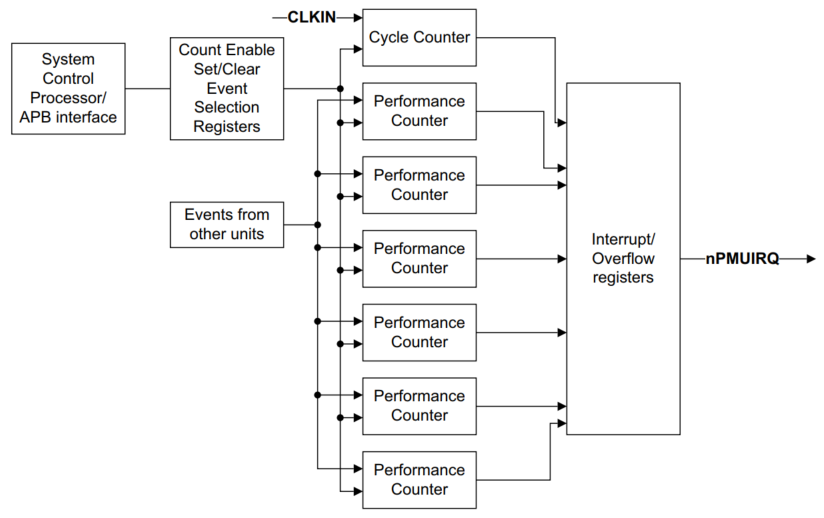 CLKIN
Cycle Counter
System
Control
Processor/
APB interface
Count Enable
Set/Clear
Event
Selection
Registers
Performance
Counter
Performance
Counter
Events from
other units
Performance
Counter
Performance
Counter
Performance
Counter
Performance
Counter
Interrupt/
Overflow
registers
nPMUIRQ